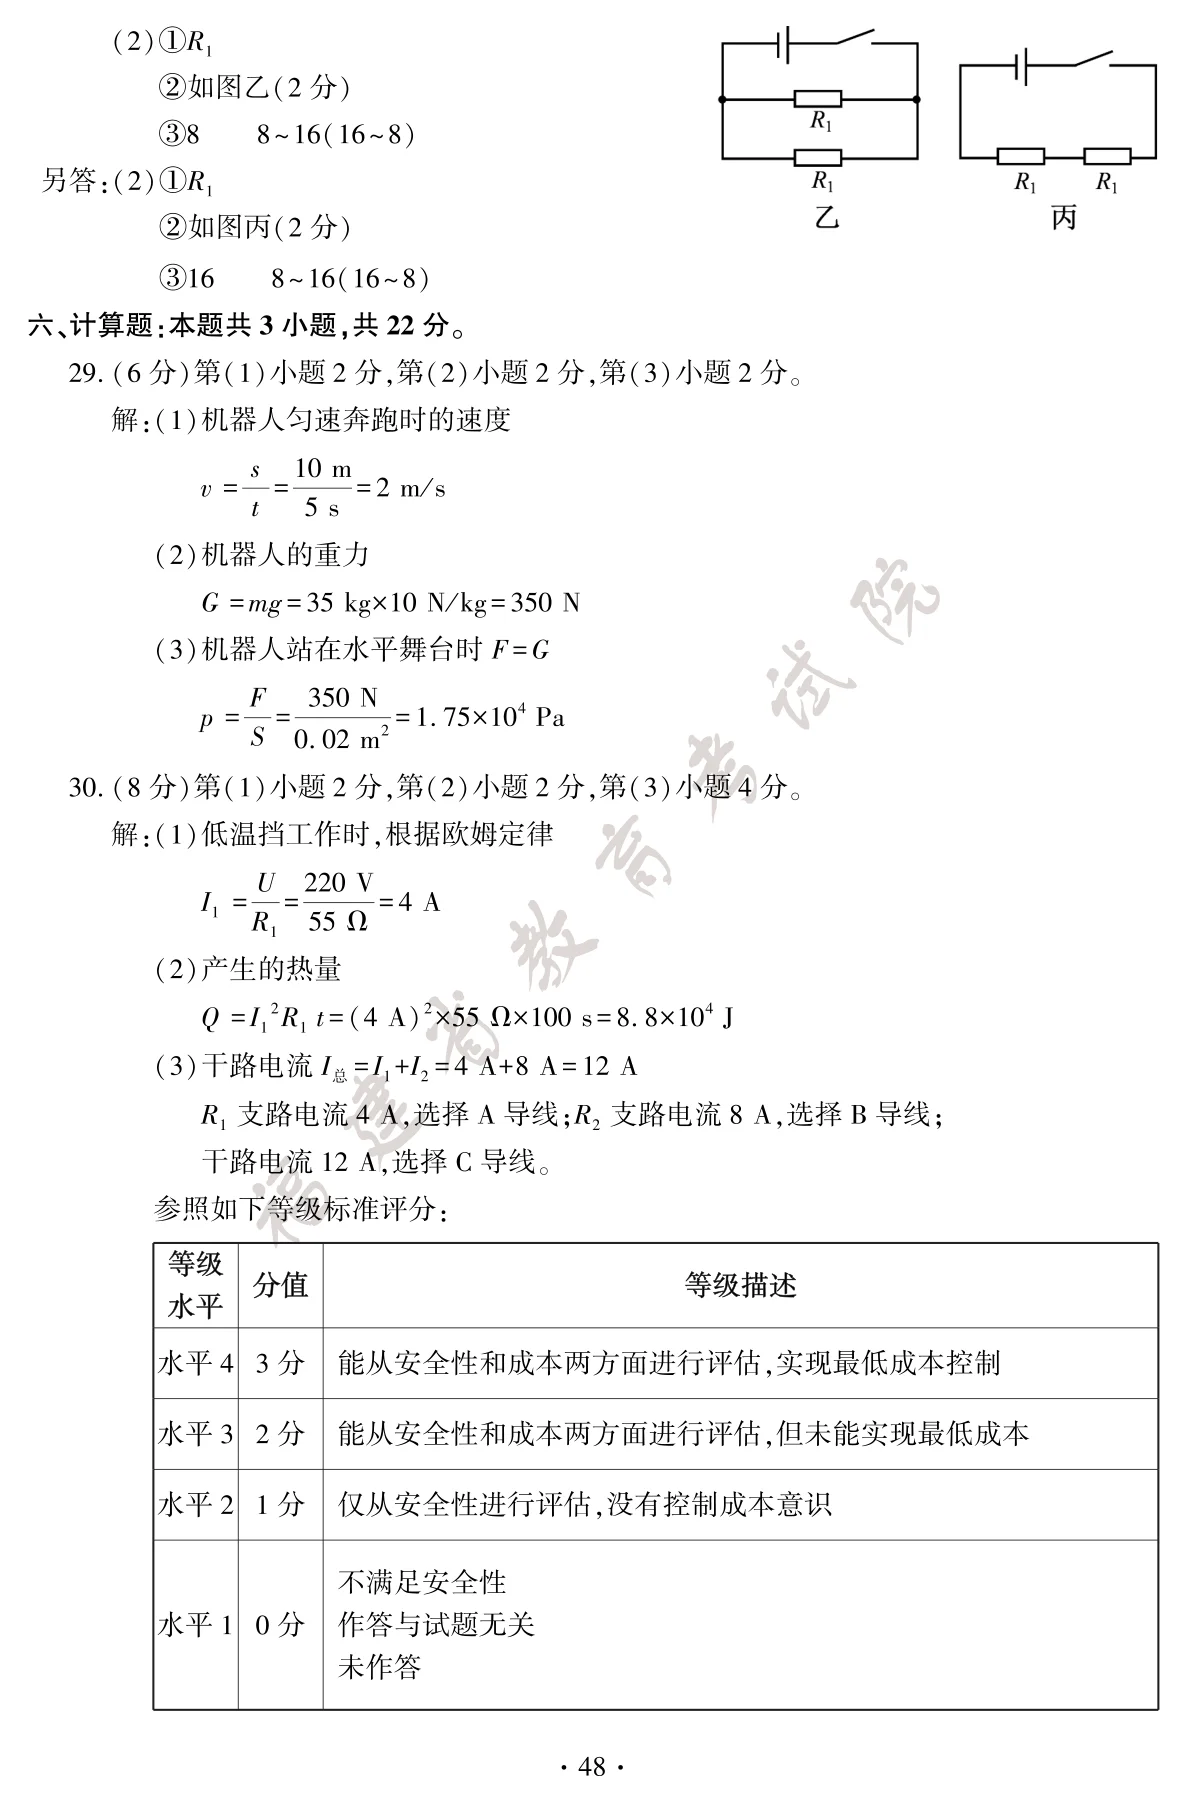 (2)①R₁
②如图乙(2分)
③8  8~16(16~8)
另答:(2)①R₁
②如图丙(2分)
③16  8~16(16~8)
R₁
R₁
乙
R₁ R₁
丙
六、计算题:本题共3小题,共22分。
29.(6分)第(1)小题2分,第(2)小题2分,第(3)小题2分。
解:(1)机器人匀速奔跑时的速度
v=s/t=10 m/5 s=2 m/s
(2)机器人的重力
G=mg=35 kg×10 N/kg=350 N
(3)机器人站在水平舞台时F=G
p=F/S=350 N/0.02 m²=1.75×10⁴ Pa
30.(8分)第(1)小题2分,第(2)小题2分,第(3)小题4分。
解:(1)低温挡工作时,根据欧姆定律
I₁=U/R₁=220 V/55 Ω=4 A
(2)产生的热量
Q=I₁²R₁t=(4 A)²×55 Ω×100 s=8.8×10⁴ J
(3)干路电流I总=I₁+I₂=4 A+8 A=12 A
R₁支路电流4 A,选择A导线;R₂支路电流8 A,选择B导线;
干路电流12 A,选择C导线。
参照如下等级标准评分:
等级水平 分值 等级描述
水平4 3分 能从安全性和成本两方面进行评估,实现最低成本控制
水平3 2分 能从安全性和成本两方面进行评估,但未能实现最低成本
水平2 1分 仅从安全性进行评估,没有控制成本意识
水平1 0分 不满足安全性
作答与试题无关
未作答
·48·
福建省教育考试院